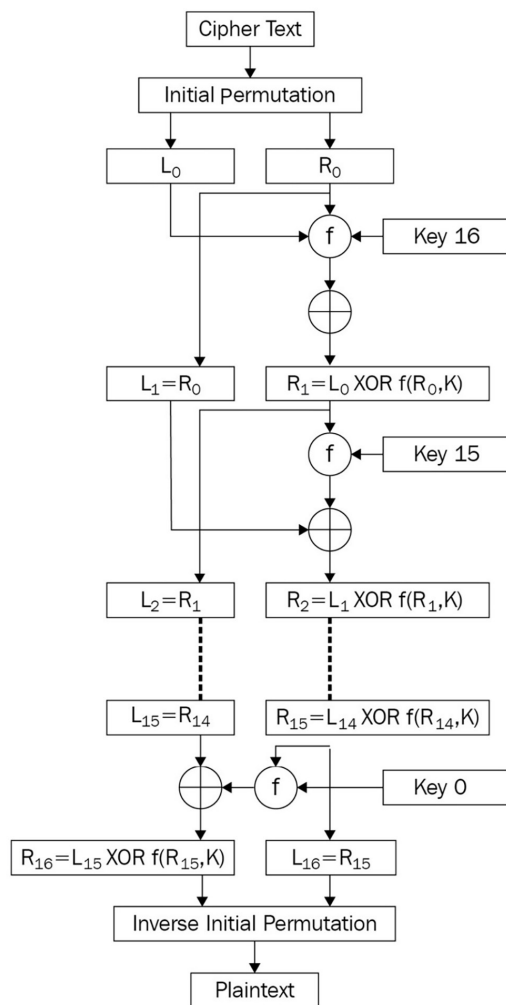 Cipher Text
Initial Permutation
L₀
R₀
f
Key 16
L₁=R₀
R₁=L₀ XOR f(R₀,K)
f
Key 15
L₂=R₁
R₂=L₁ XOR f(R₁,K)
L₁₅=R₁₄
R₁₅=L₁₄ XOR f(R₁₄,K)
f
Key 0
R₁₆=L₁₅ XOR f(R₁₅,K)
L₁₆=R₁₅
Inverse Initial Permutation
Plaintext